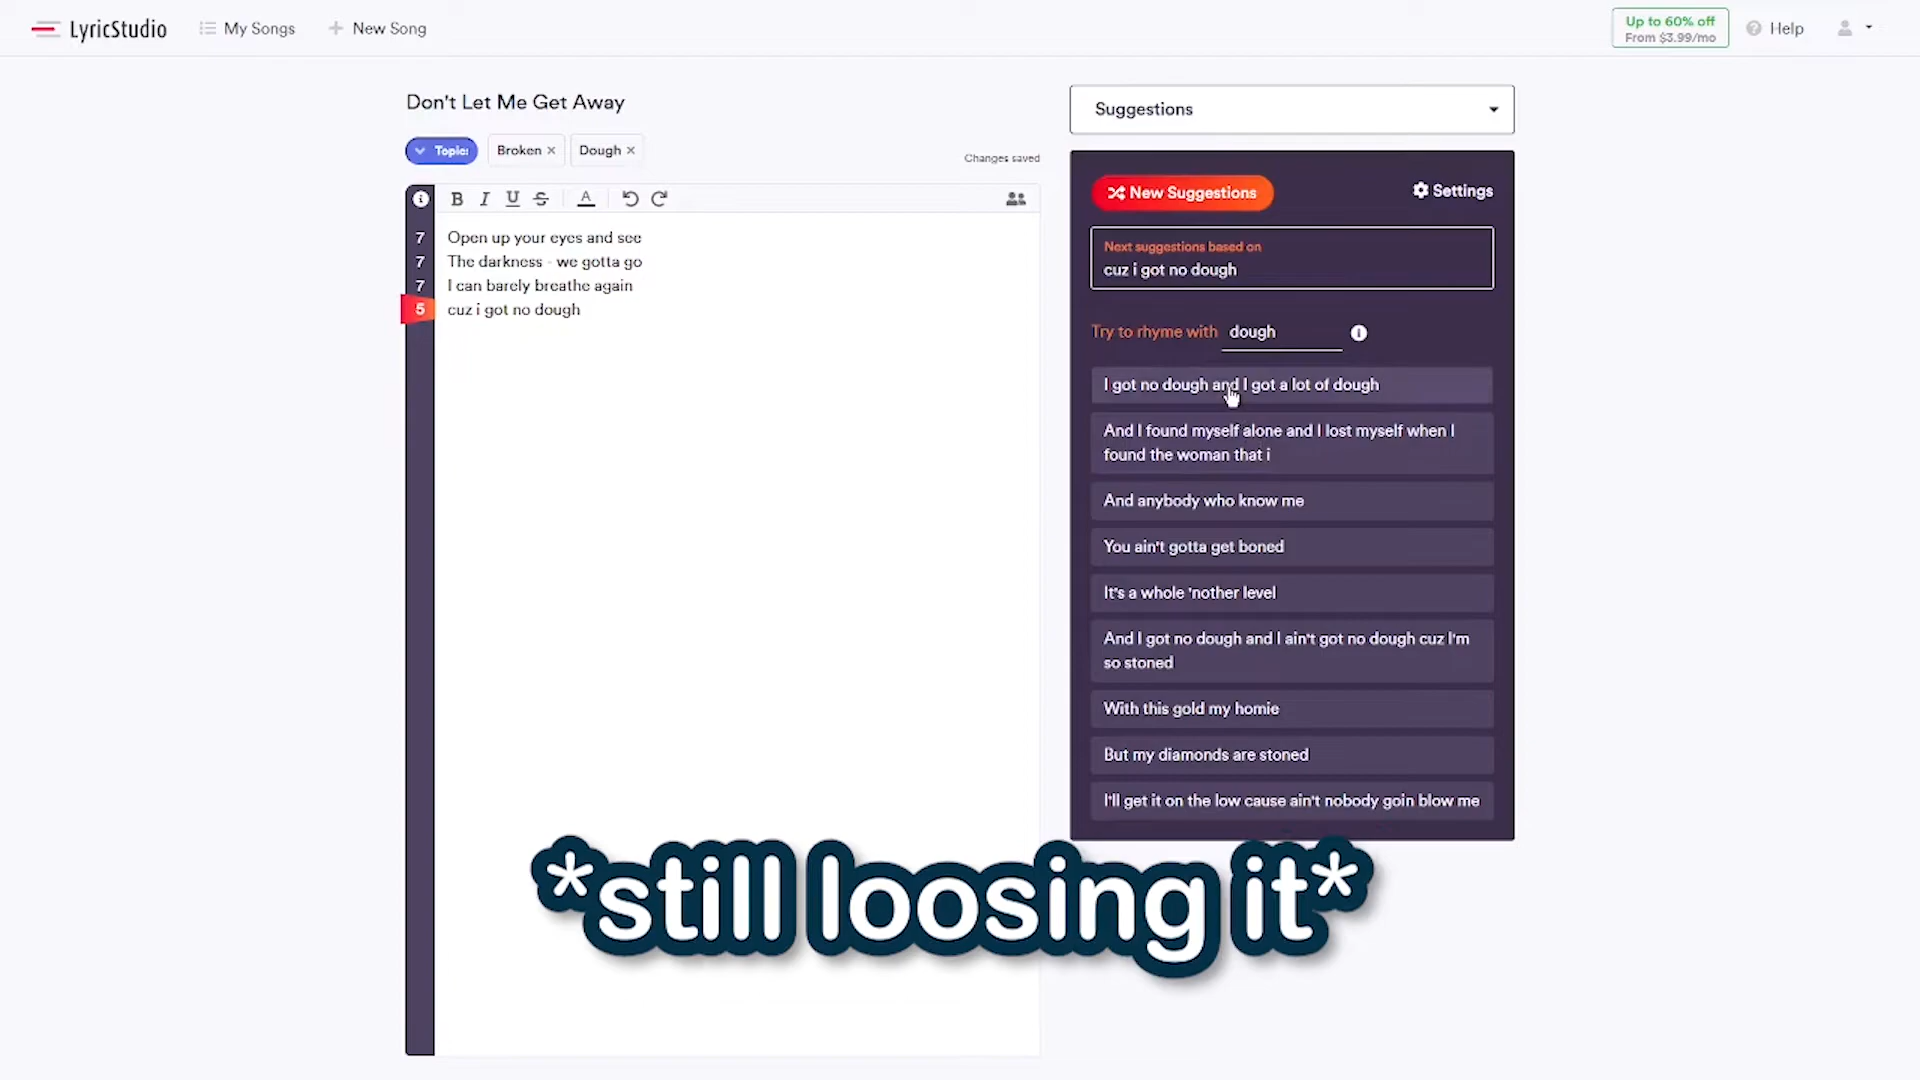 LyricStudio
My Songs
New Song
Up to 60% off
From $3.99/mo
Help
Don't Let Me Get Away
Topic:
Broken ×
Dough ×
Changes saved
B I U S A
7 Open up your eyes and see
7 The darkness - we gotta go
7 I can barely breathe again
5 cuz i got no dough
Suggestions
New Suggestions
Settings
Next suggestions based on
cuz i got no dough
Try to rhyme with dough
I got no dough and I got a lot of dough
And I found myself alone and I lost myself when I
found the woman that i
And anybody who know me
You ain't gotta get boned
It's a whole 'nother level
And I got no dough and I ain't got no dough cuz I'm
so stoned
With this gold my homie
But my diamonds are stoned
I'll get it on the low cause ain't nobody goin blow me
*still loosing it*